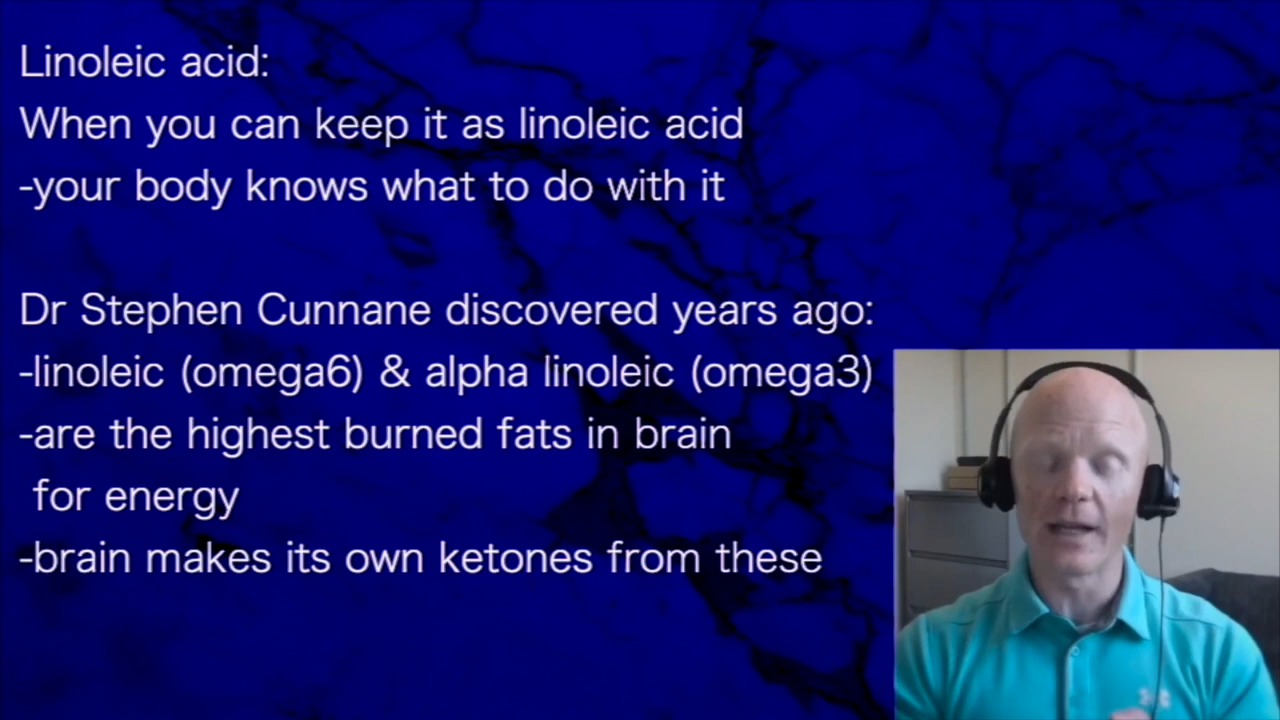 Linoleic acid:
When you can keep it as linoleic acid
-your body knows what to do with it
Dr Stephen Cunnane discovered years ago:
-linoleic (omega6) & alpha linoleic (omega3)
-are the highest burned fats in brain
for energy
-brain makes its own ketones from these